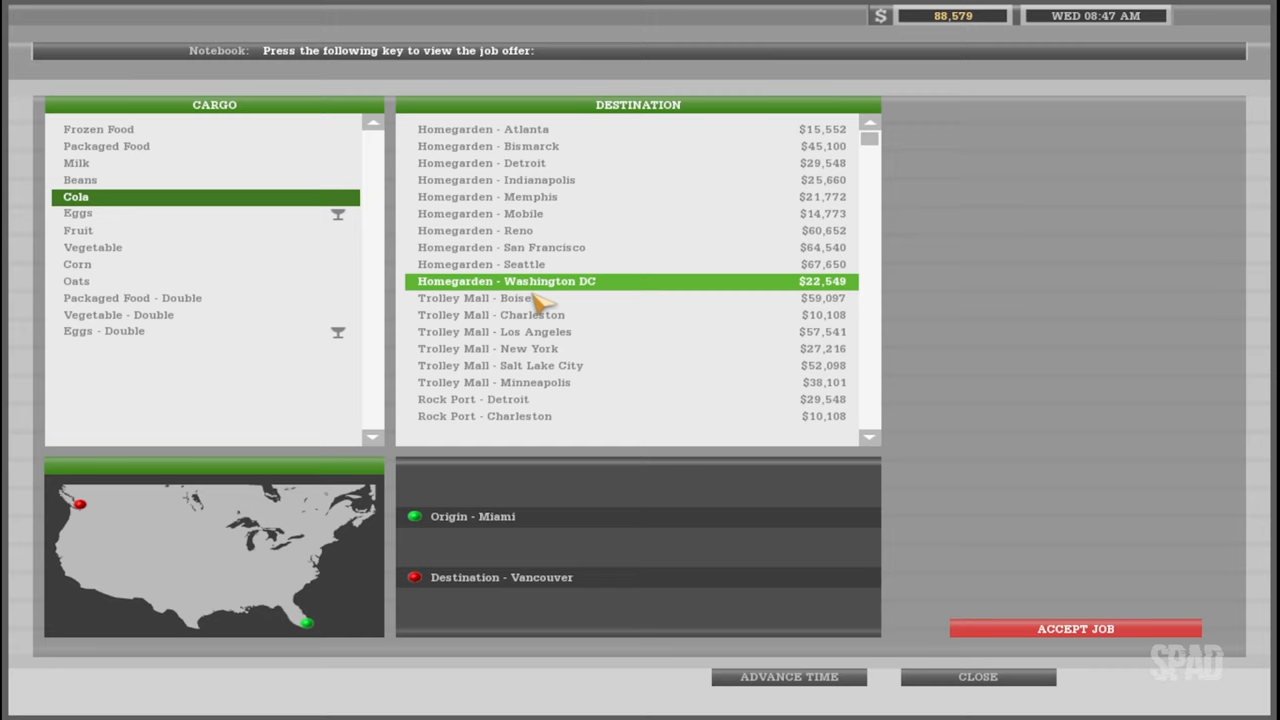 $ 88,579 WED 08:47 AM
Notebook: Press the following key to view the job offer:
CARGO
Frozen Food
Packaged Food
Milk
Beans
Cola
Eggs
Fruit
Vegetable
Corn
Oats
Packaged Food - Double
Vegetable - Double
Eggs - Double
DESTINATION
Homegarden - Atlanta $15,552
Homegarden - Bismarck $45,100
Homegarden - Detroit $29,548
Homegarden - Indianapolis $25,660
Homegarden - Memphis $21,772
Homegarden - Mobile $14,773
Homegarden - Reno $60,652
Homegarden - San Francisco $64,540
Homegarden - Seattle $67,650
Homegarden - Washington DC $22,549
Trolley Mall - Boise $59,097
Trolley Mall - Charleston $10,108
Trolley Mall - Los Angeles $57,541
Trolley Mall - New York $27,216
Trolley Mall - Salt Lake City $52,098
Trolley Mall - Minneapolis $38,101
Rock Port - Detroit $29,548
Rock Port - Charleston $10,108
Origin - Miami
Destination - Vancouver
ACCEPT JOB
SPAD
ADVANCE TIME CLOSE